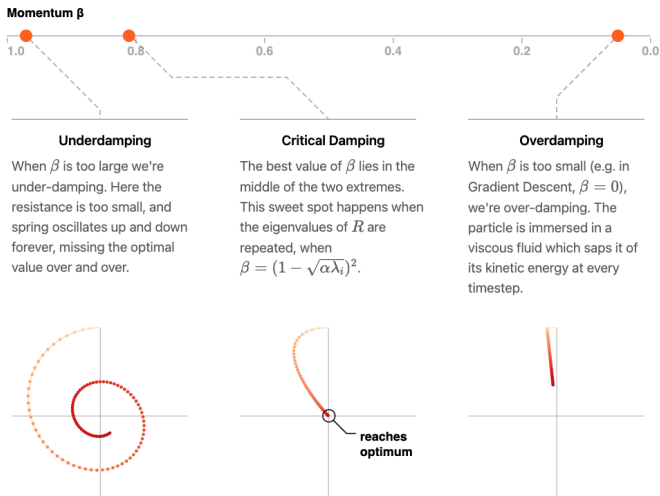 Momentum β
1.0 0.8 0.6 0.4 0.2 0.0
Underdamping
When β is too large we're
under-damping. Here the
resistance is too small, and
spring oscillates up and down
forever, missing the optimal
value over and over.
Critical Damping
The best value of β lies in the
middle of the two extremes.
This sweet spot happens when
the eigenvalues of R are
repeated, when
β = (1 − √αλᵢ)².
Overdamping
When β is too small (e.g. in
Gradient Descent, β = 0),
we're over-damping. The
particle is immersed in a
viscous fluid which saps it of
its kinetic energy at every
timestep.
reaches
optimum